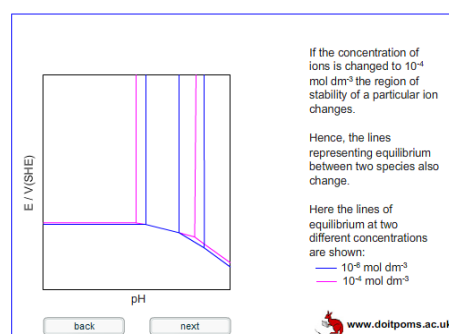 If the concentration of
ions is changed to 10⁻⁴
mol dm⁻³ the region of
stability of a particular ion
changes.
Hence, the lines
representing equilibrium
between two species also
change.
Here the lines of
equilibrium at two
different concentrations
are shown:
10⁻⁶ mol dm⁻³
10⁻⁴ mol dm⁻³
E / V(SHE)
pH
back
next
www.doitpoms.ac.uk